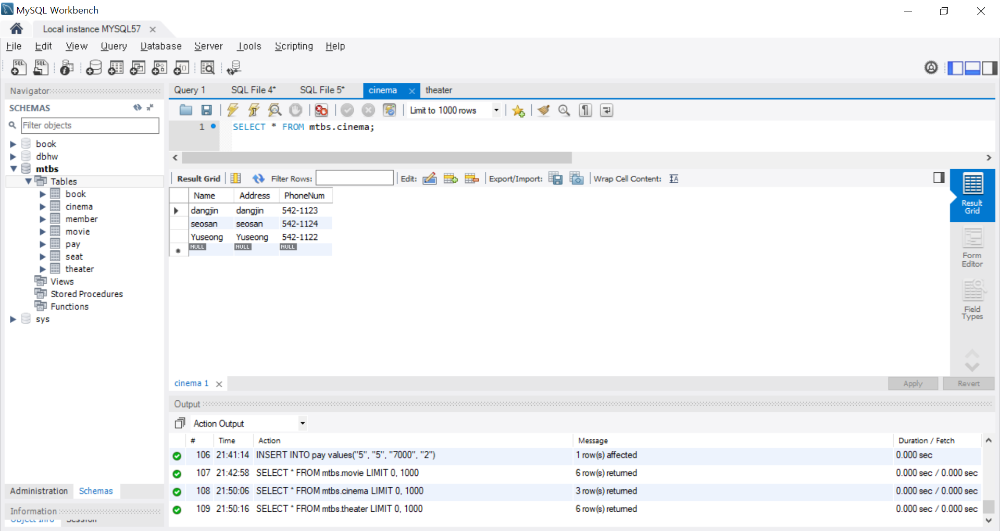 MySQL Workbench
Local instance MYSQL57
File Edit View Query Database Server Tools Scripting Help
Navigator
Query 1 SQL File 4* SQL File 5* cinema theater
SCHEMAS
Limit to 1000 rows
Filter objects
1 SELECT * FROM mtbs.cinema;
book
dbhw
mtbs
Tables
book
cinema
member
movie
pay
seat
theater
Views
Stored Procedures
Functions
sys
Result Grid Filter Rows: Edit: Export/Import: Wrap Cell Content:
Name Address PhoneNum
dangjin dangjin 542-1123
seosan seosan 542-1124
Yuseong Yuseong 542-1122
NULL NULL NULL
Result
Grid
Form
Editor
Field
Types
cinema 1
Apply Revert
Output
Action Output
# Time Action Message Duration / Fetch
106 21:41:14 INSERT INTO pay values("5", "5", "7000", "2") 1 row(s) affected 0.000 sec
107 21:42:58 SELECT * FROM mtbs.movie LIMIT 0, 1000 6 row(s) returned 0.000 sec / 0.000 sec
108 21:50:06 SELECT * FROM mtbs.cinema LIMIT 0, 1000 3 row(s) returned 0.000 sec / 0.000 sec
109 21:50:16 SELECT * FROM mtbs.theater LIMIT 0, 1000 6 row(s) returned 0.000 sec / 0.000 sec
Administration Schemas
Information
Object Info Session